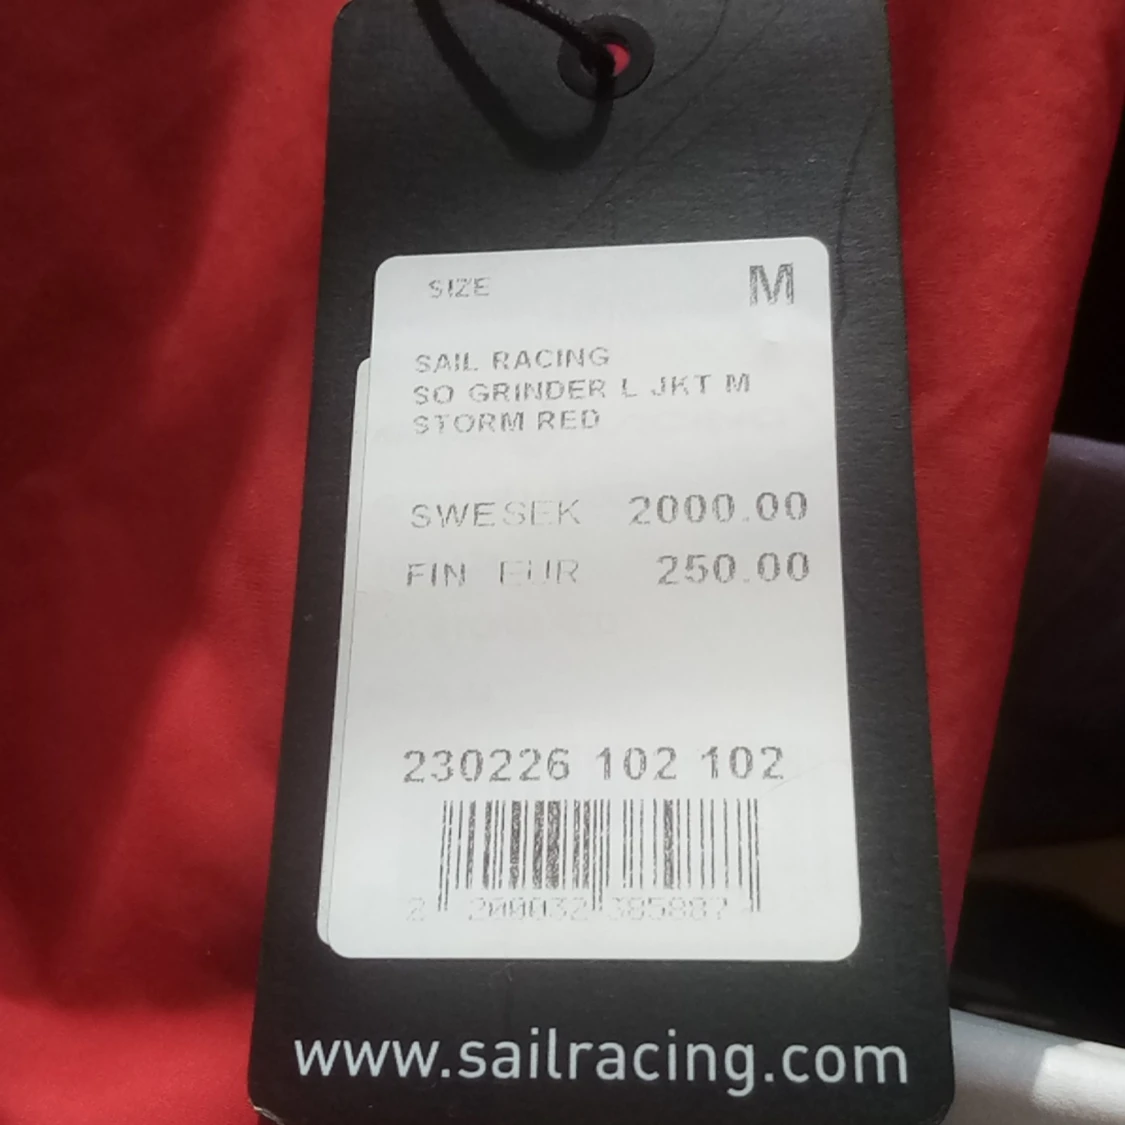 SIZE M
SAIL RACING
SO GRINDER L JKT M
STORM RED
SWESEK 2000.00
FIN EUR 250.00
230226 102 102
2 200032 385887
www.sailracing.com